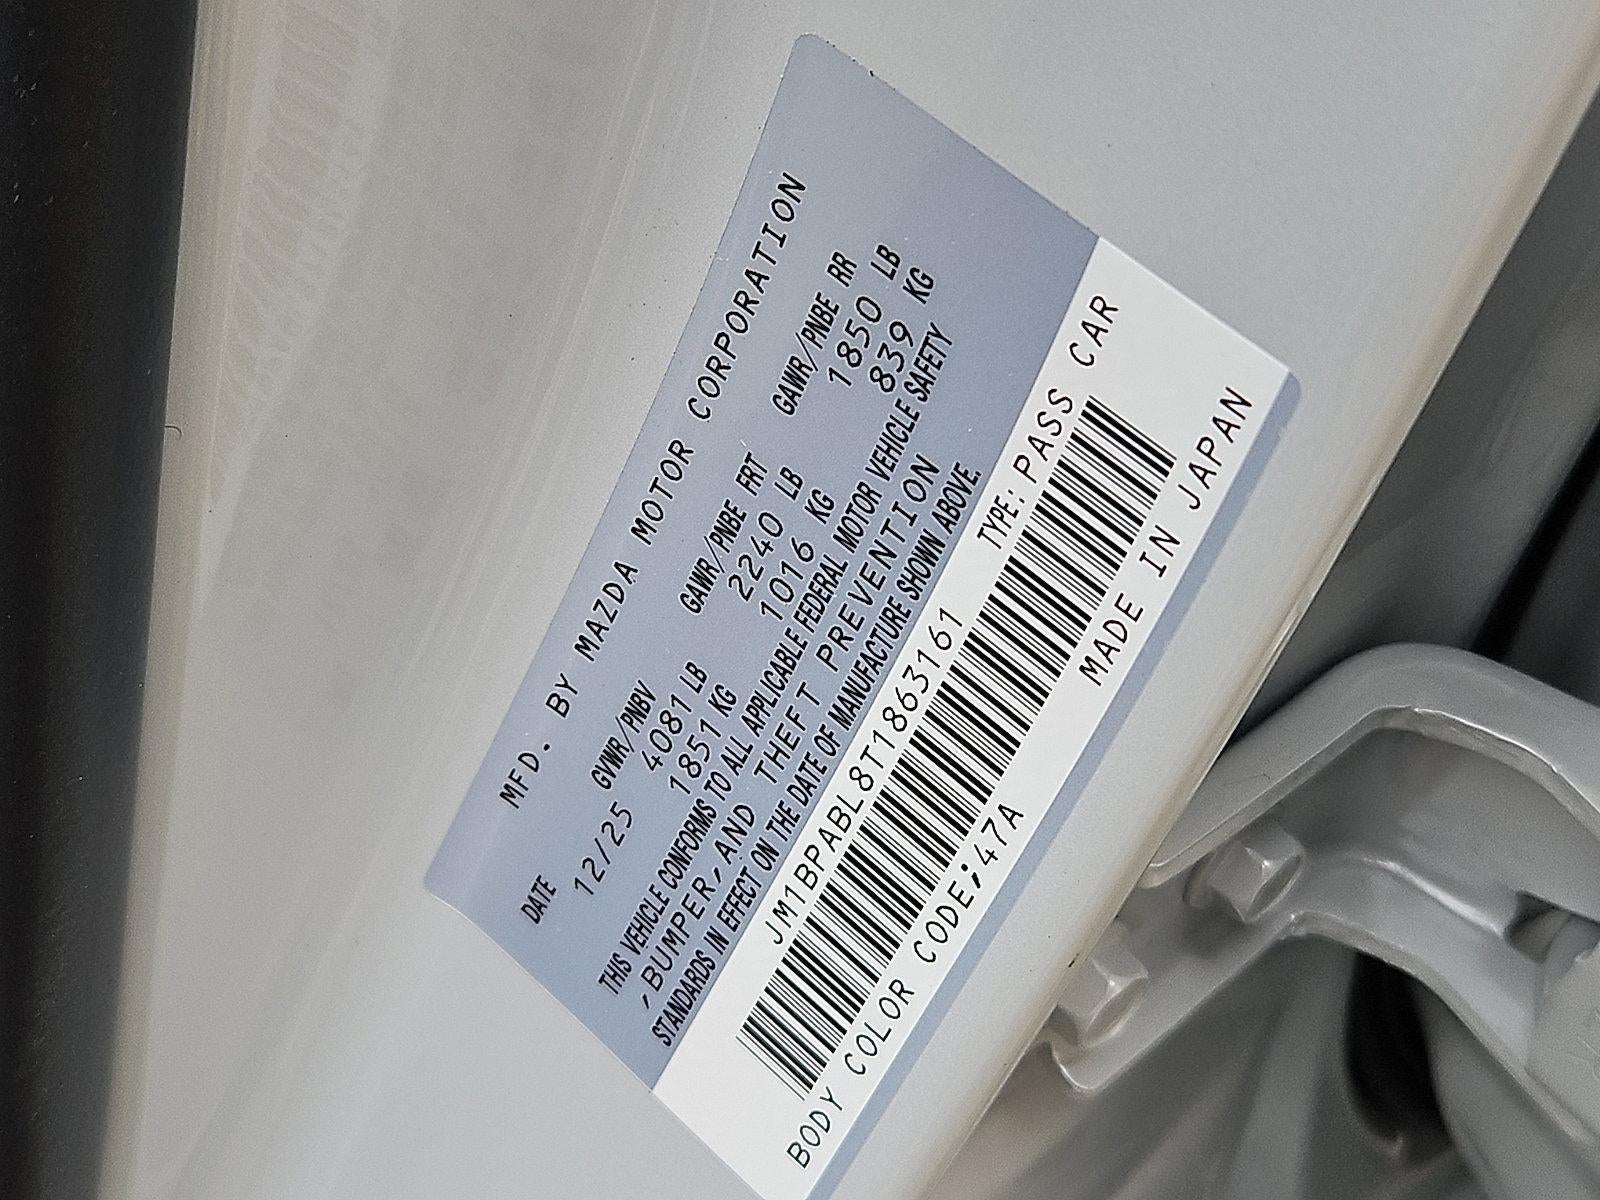 MFD. BY MAZDA MOTOR CORPORATION
DATE GVWR/PNBV GAWR/PNBE FRT GAWR/PNBE RR
12/25 4081 LB 2240 LB 1850 LB
1851 KG 1016 KG 839 KG
THIS VEHICLE CONFORMS TO ALL APPLICABLE FEDERAL MOTOR VEHICLE SAFETY
,BUMPER,AND THEFT PREVENTION
STANDARDS IN EFFECT ON THE DATE OF MANUFACTURE SHOWN ABOVE.
JM1BPABL8T1863161 TYPE: PASS CAR
BODY COLOR CODE;47A MADE IN JAPAN